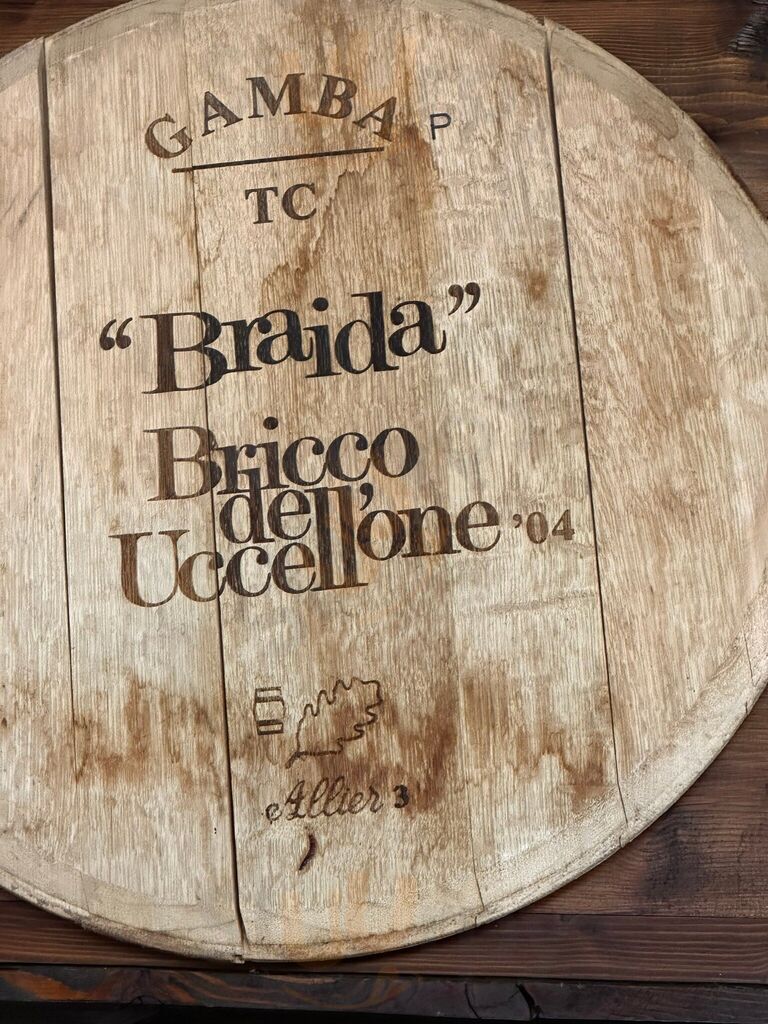 GAMBA P
TC
“Braida”
Bricco
dell'
Uccellone '04
Allier 3